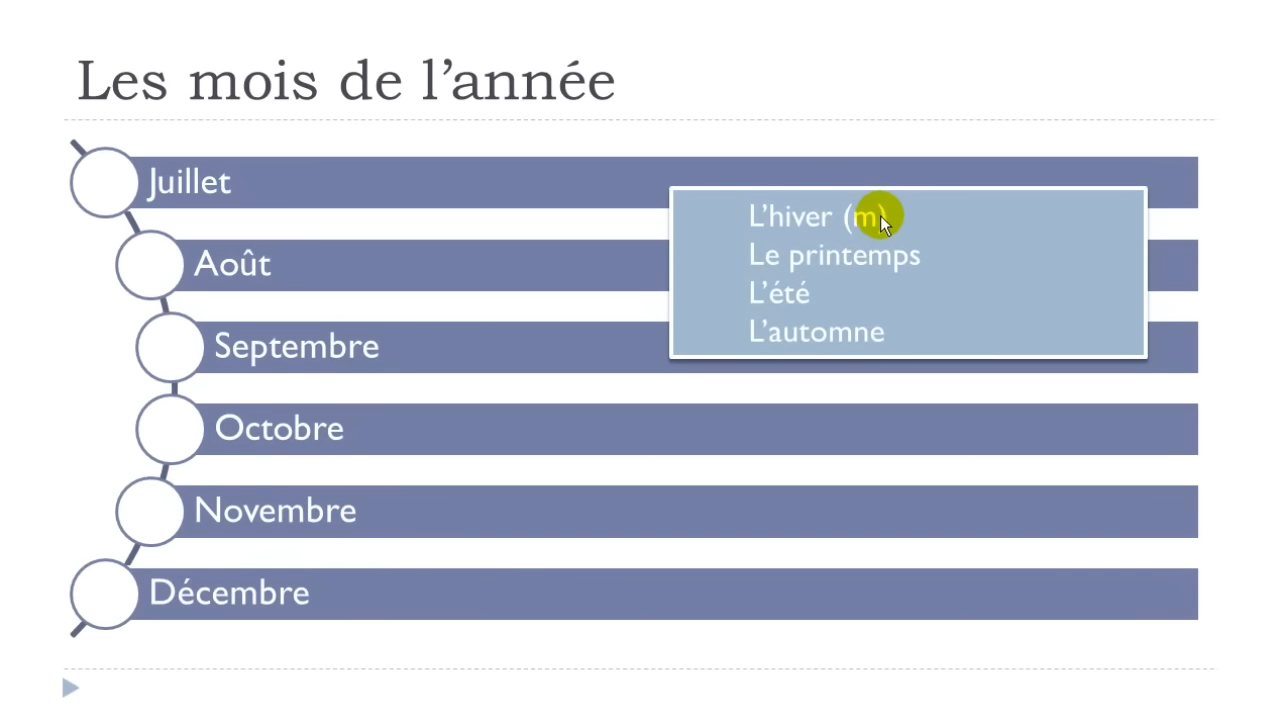 Les mois de l’année
Juillet
Août
Septembre
Octobre
Novembre
Décembre
L’hiver (m)
Le printemps
L’été
L’automne